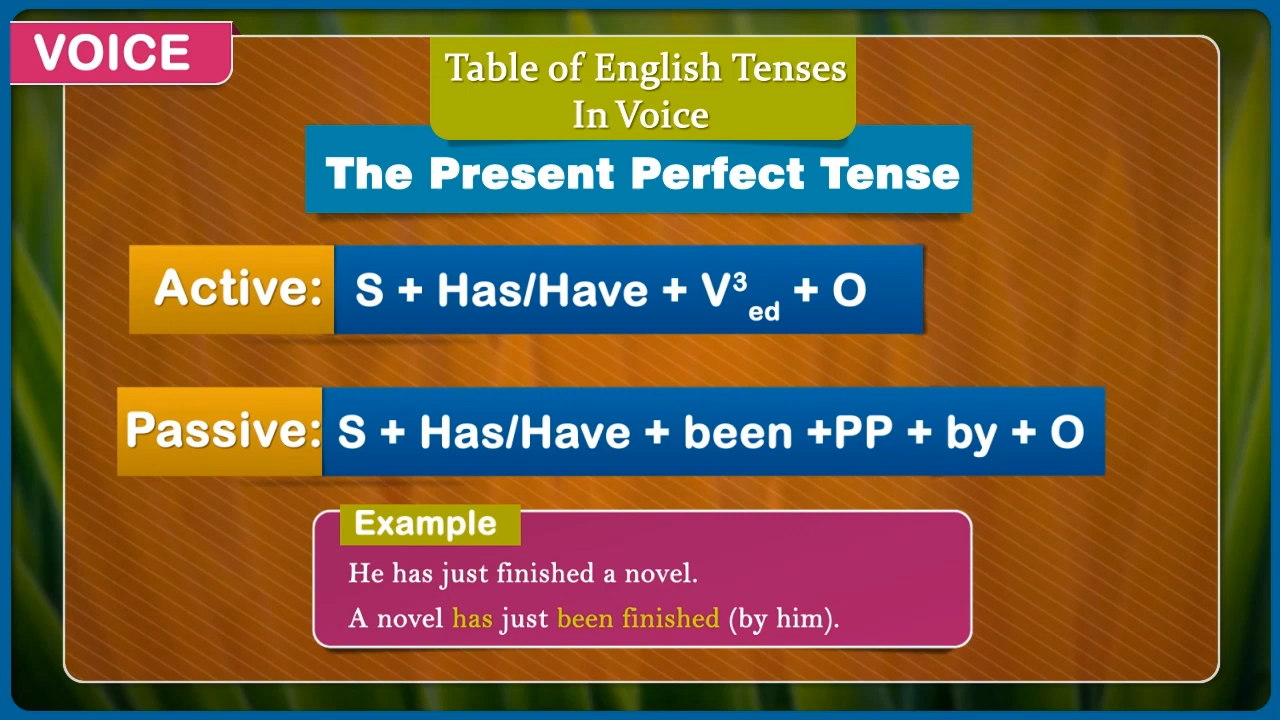 VOICE
Table of English Tenses
In Voice
The Present Perfect Tense
Active: S + Has/Have + V³ed + O
Passive: S + Has/Have + been +PP + by + O
Example
He has just finished a novel.
A novel has just been finished (by him).